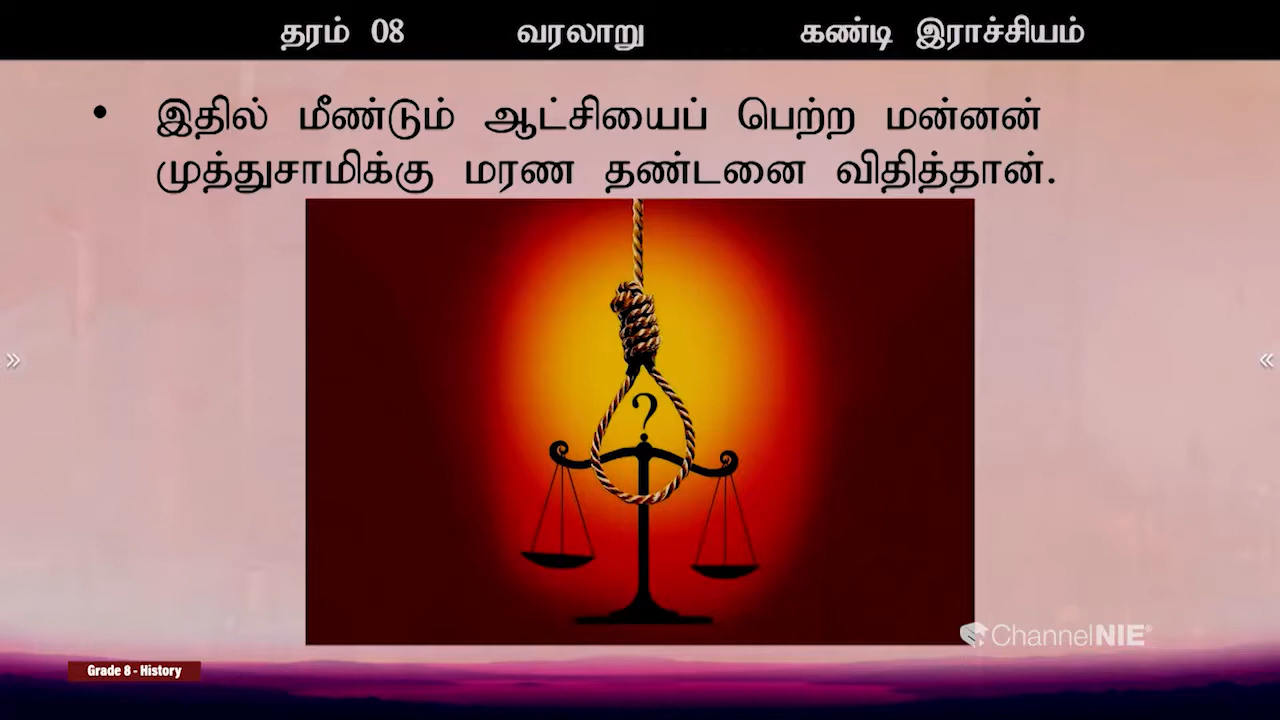 தரம் 08 வரலாறு கண்டி இராச்சியம்
• இதில் மீண்டும் ஆட்சியைப் பெற்ற மன்னன்
முத்துசாமிக்கு மரண தண்டனை விதித்தான்.
?
ChannelNIE®
Grade 8 - History